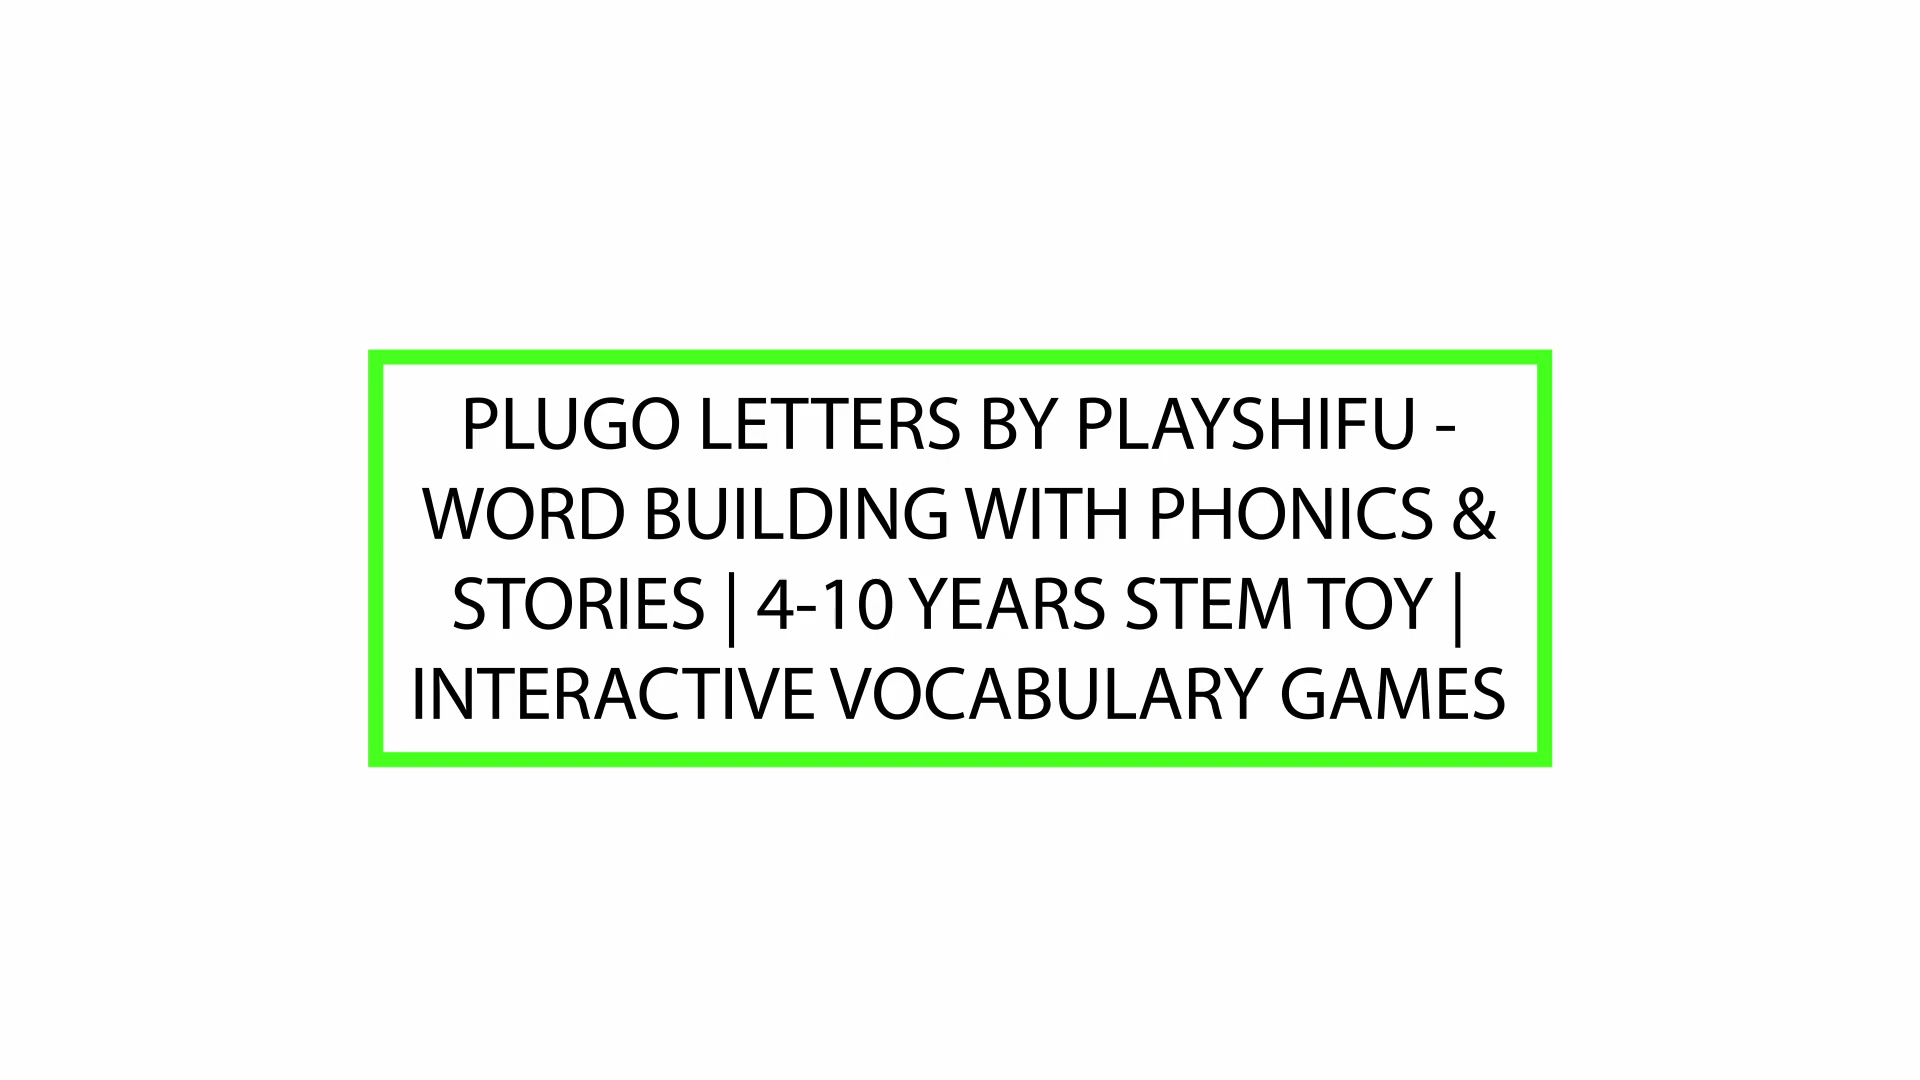 PLUGO LETTERS BY PLAYSHIFU -
WORD BUILDING WITH PHONICS &
STORIES | 4-10 YEARS STEM TOY |
INTERACTIVE VOCABULARY GAMES